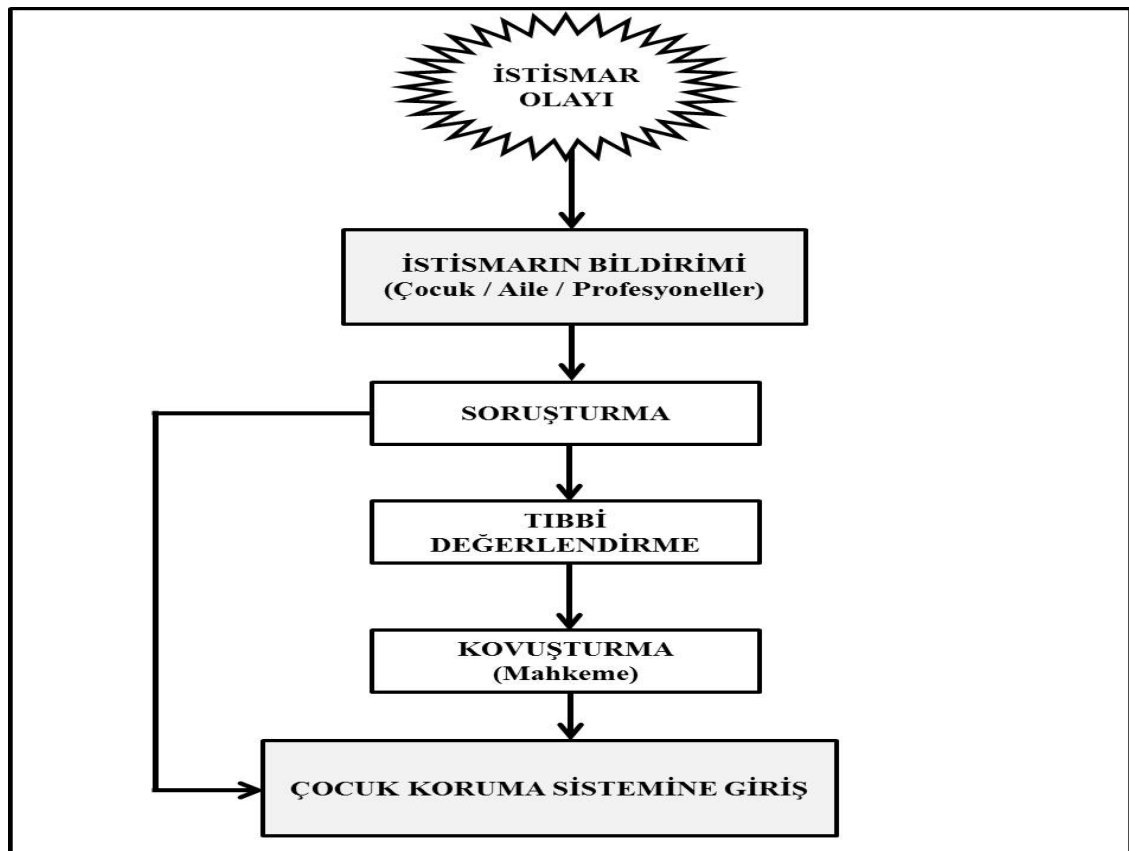 İSTİSMAR
OLAYI
İSTİSMARIN BİLDİRİMİ
(Çocuk / Aile / Profesyoneller)
SORUŞTURMA
TIBBİ
DEĞERLENDİRME
KOVUŞTURMA
(Mahkeme)
ÇOCUK KORUMA SİSTEMİNE GİRİŞ